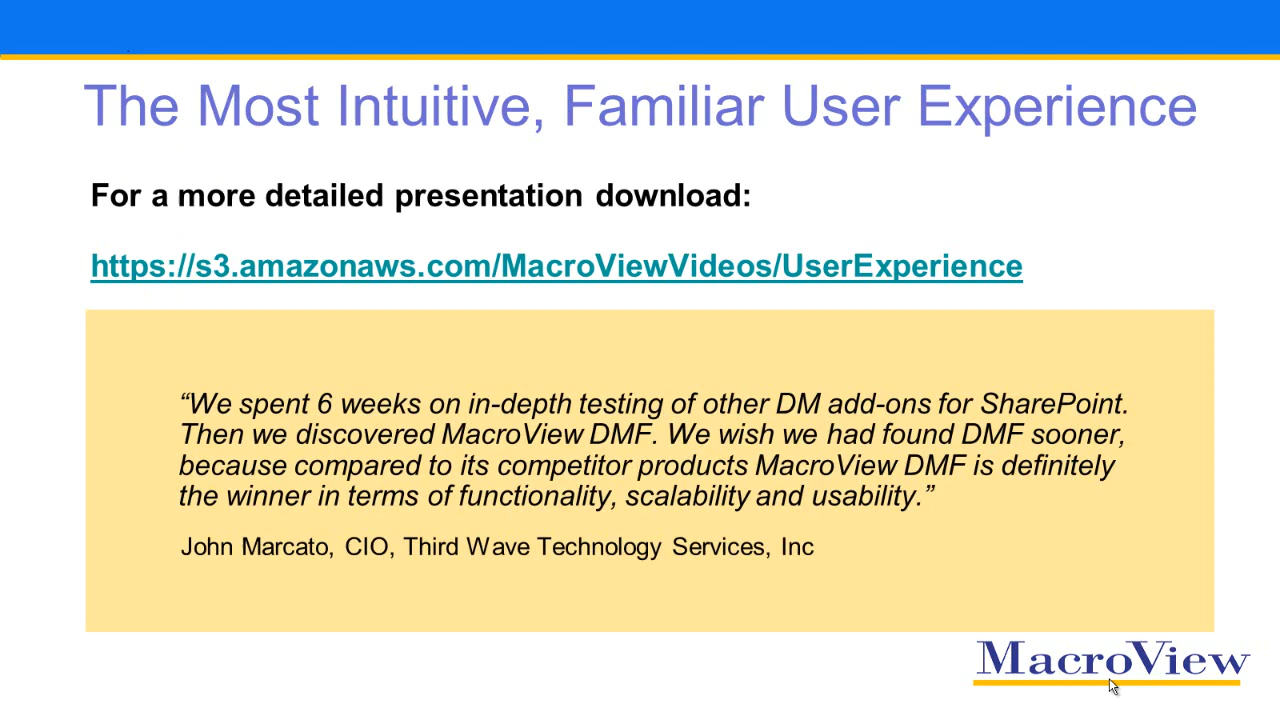 The Most Intuitive, Familiar User Experience
For a more detailed presentation download:
https://s3.amazonaws.com/MacroViewVideos/UserExperience
“We spent 6 weeks on in-depth testing of other DM add-ons for SharePoint.
Then we discovered MacroView DMF. We wish we had found DMF sooner,
because compared to its competitor products MacroView DMF is definitely
the winner in terms of functionality, scalability and usability.”
John Marcato, CIO, Third Wave Technology Services, Inc
MacroView